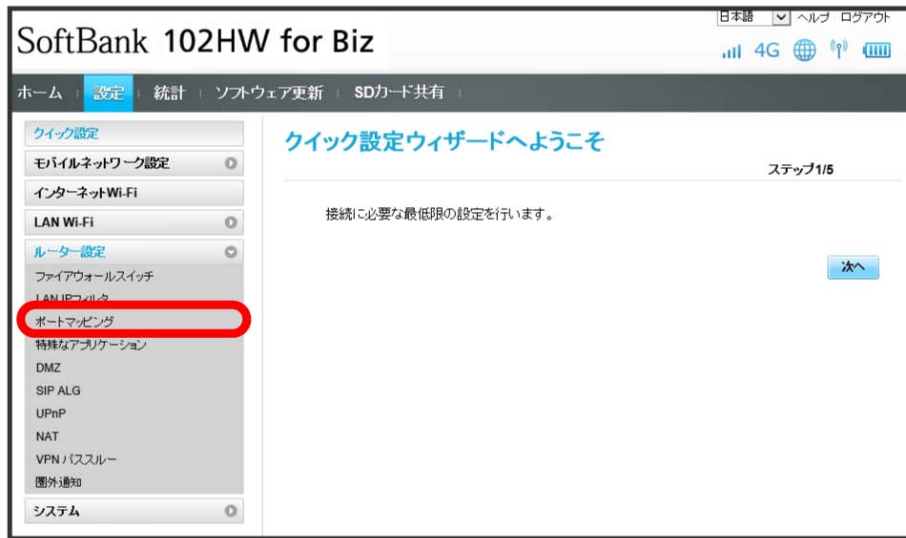 日本語 ヘルプ ログアウト
SoftBank 102HW for Biz
4G
ホーム 設定 統計 ソフトウェア更新 SDカード共有
クイック設定
モバイルネットワーク設定
インターネットWi-Fi
LAN Wi-Fi
ルーター設定
ファイアウォールスイッチ
LAN IPフィルタ
ポートマッピング
特殊なアプリケーション
DMZ
SIP ALG
UPnP
NAT
VPN パススルー
圏外通知
システム
クイック設定ウィザードへようこそ
ステップ1/5
接続に必要な最低限の設定を行います。
次へ